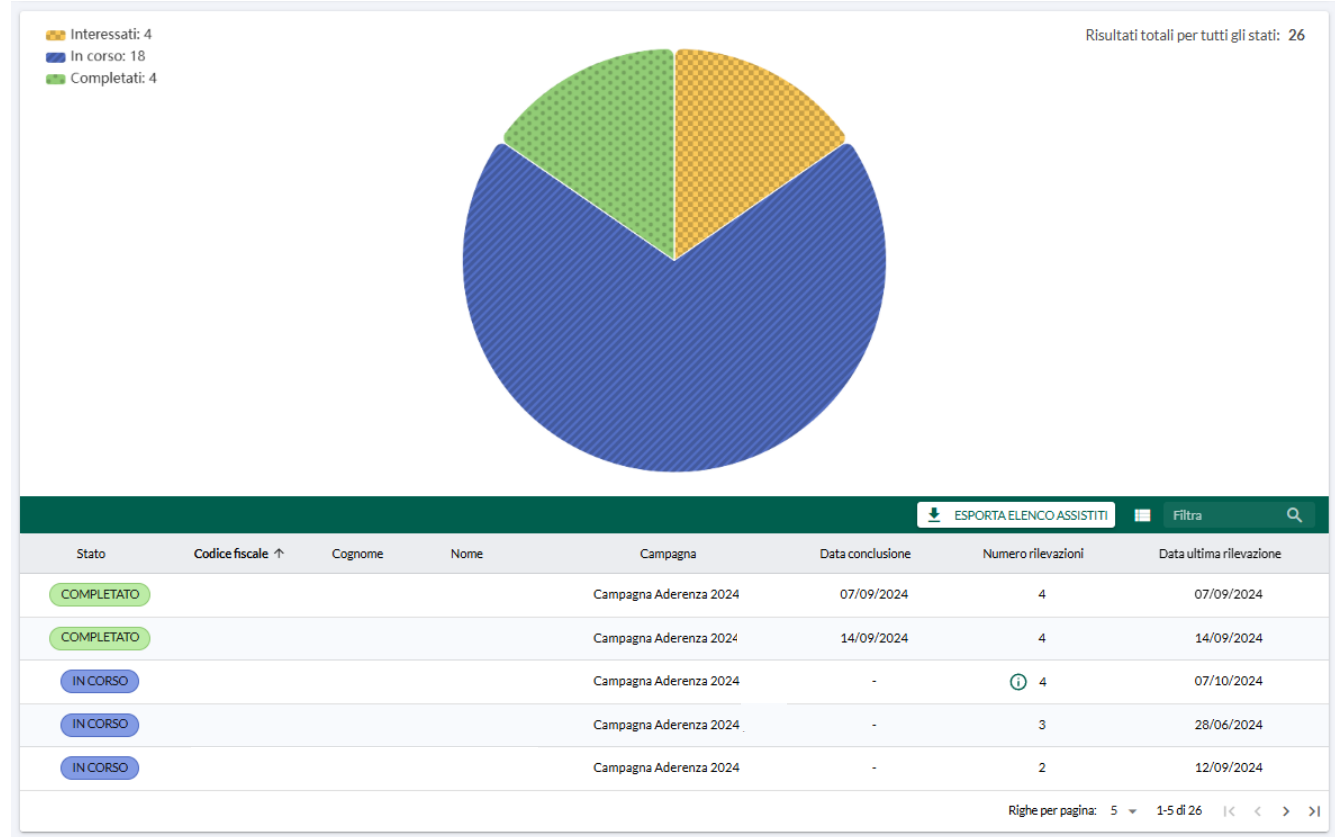 Interessati: 4
In corso: 18
Completati: 4
Risultati totali per tutti gli stati: 26
ESPORTA ELENCO ASSISTITI Filtra
Stato Codice fiscale ↑ Cognome Nome Campagna Data conclusione Numero rilevazioni Data ultima rilevazione
COMPLETATO Campagna Aderenza 2024 07/09/2024 4 07/09/2024
COMPLETATO Campagna Aderenza 2024 14/09/2024 4 14/09/2024
IN CORSO Campagna Aderenza 2024 - 4 07/10/2024
IN CORSO Campagna Aderenza 2024 - 3 28/06/2024
IN CORSO Campagna Aderenza 2024 - 2 12/09/2024
Righe per pagina: 5 1-5 di 26